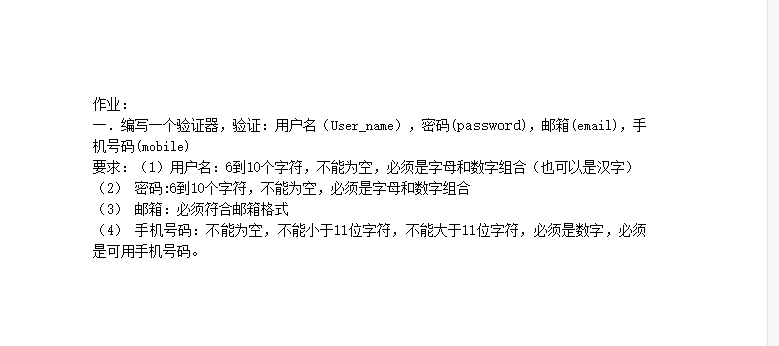 作业：
一．编写一个验证器，验证：用户名（User_name），密码(password)，邮箱(email)，手
机号码(mobile)
要求：（1）用户名：6到10个字符，不能为空，必须是字母和数字组合（也可以是汉字）
（2） 密码:6到10个字符，不能为空，必须是字母和数字组合
（3） 邮箱：必须符合邮箱格式
（4） 手机号码：不能为空，不能小于11位字符，不能大于11位字符，必须是数字，必须
是可用手机号码。